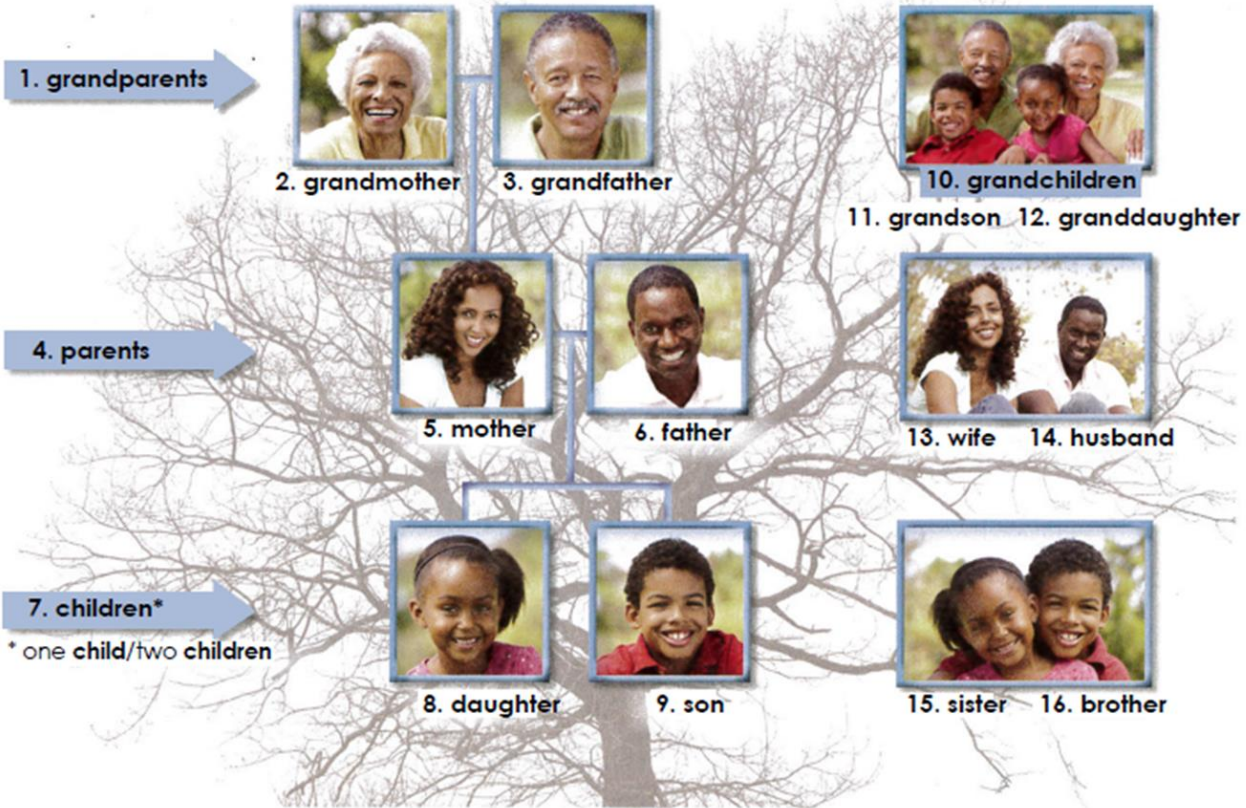 1. grandparents
2. grandmother
3. grandfather
10. grandchildren
11. grandson 12. granddaughter
4. parents
5. mother
6. father
13. wife 14. husband
7. children*
* one child/two children
8. daughter
9. son
15. sister 16. brother